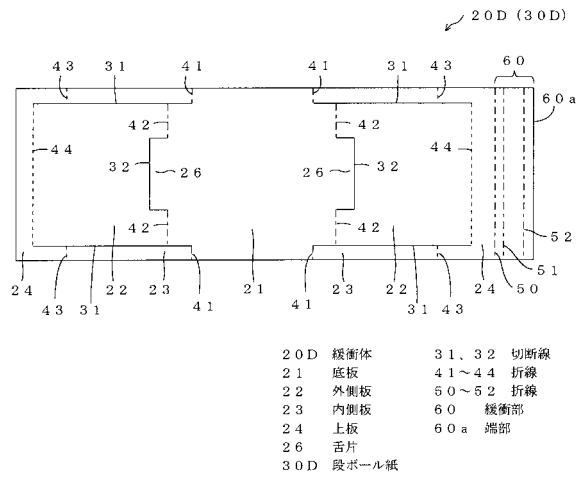 20D(30D)
60
43 31 41 41 31 43
60a
42 42
44 32 26 26 32 44
42 42
52
24 22 23 21 23 22 24 51
43 31 41 41 31 43 50
20D 緩衝体
21 底板
22 外側板
23 内側板
24 上板
26 舌片
30D 段ボール紙
31、32 切断線
41～44 折線
50～52 折線
60 緩衝部
60a 端部